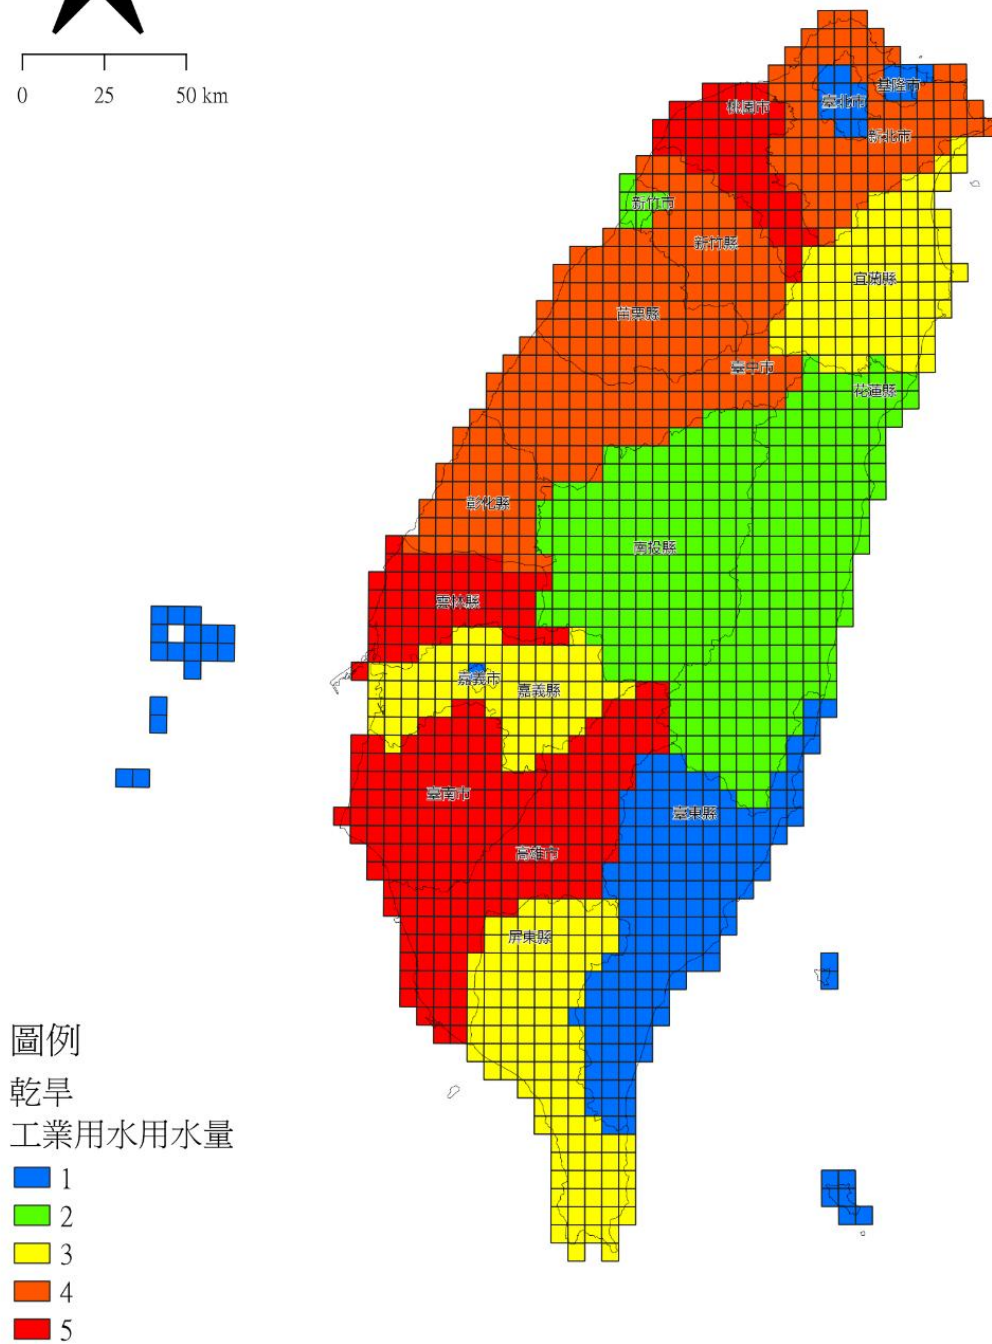 0 25 50 km
基隆市
臺北市
桃園市
新北市
新竹市
新竹縣
宜蘭縣
苗栗縣
臺中市
花蓮縣
彰化縣
南投縣
雲林縣
嘉義市
嘉義縣
臺南市
臺東縣
高雄市
屏東縣
圖例
乾旱
工業用水用水量
1
2
3
4
5